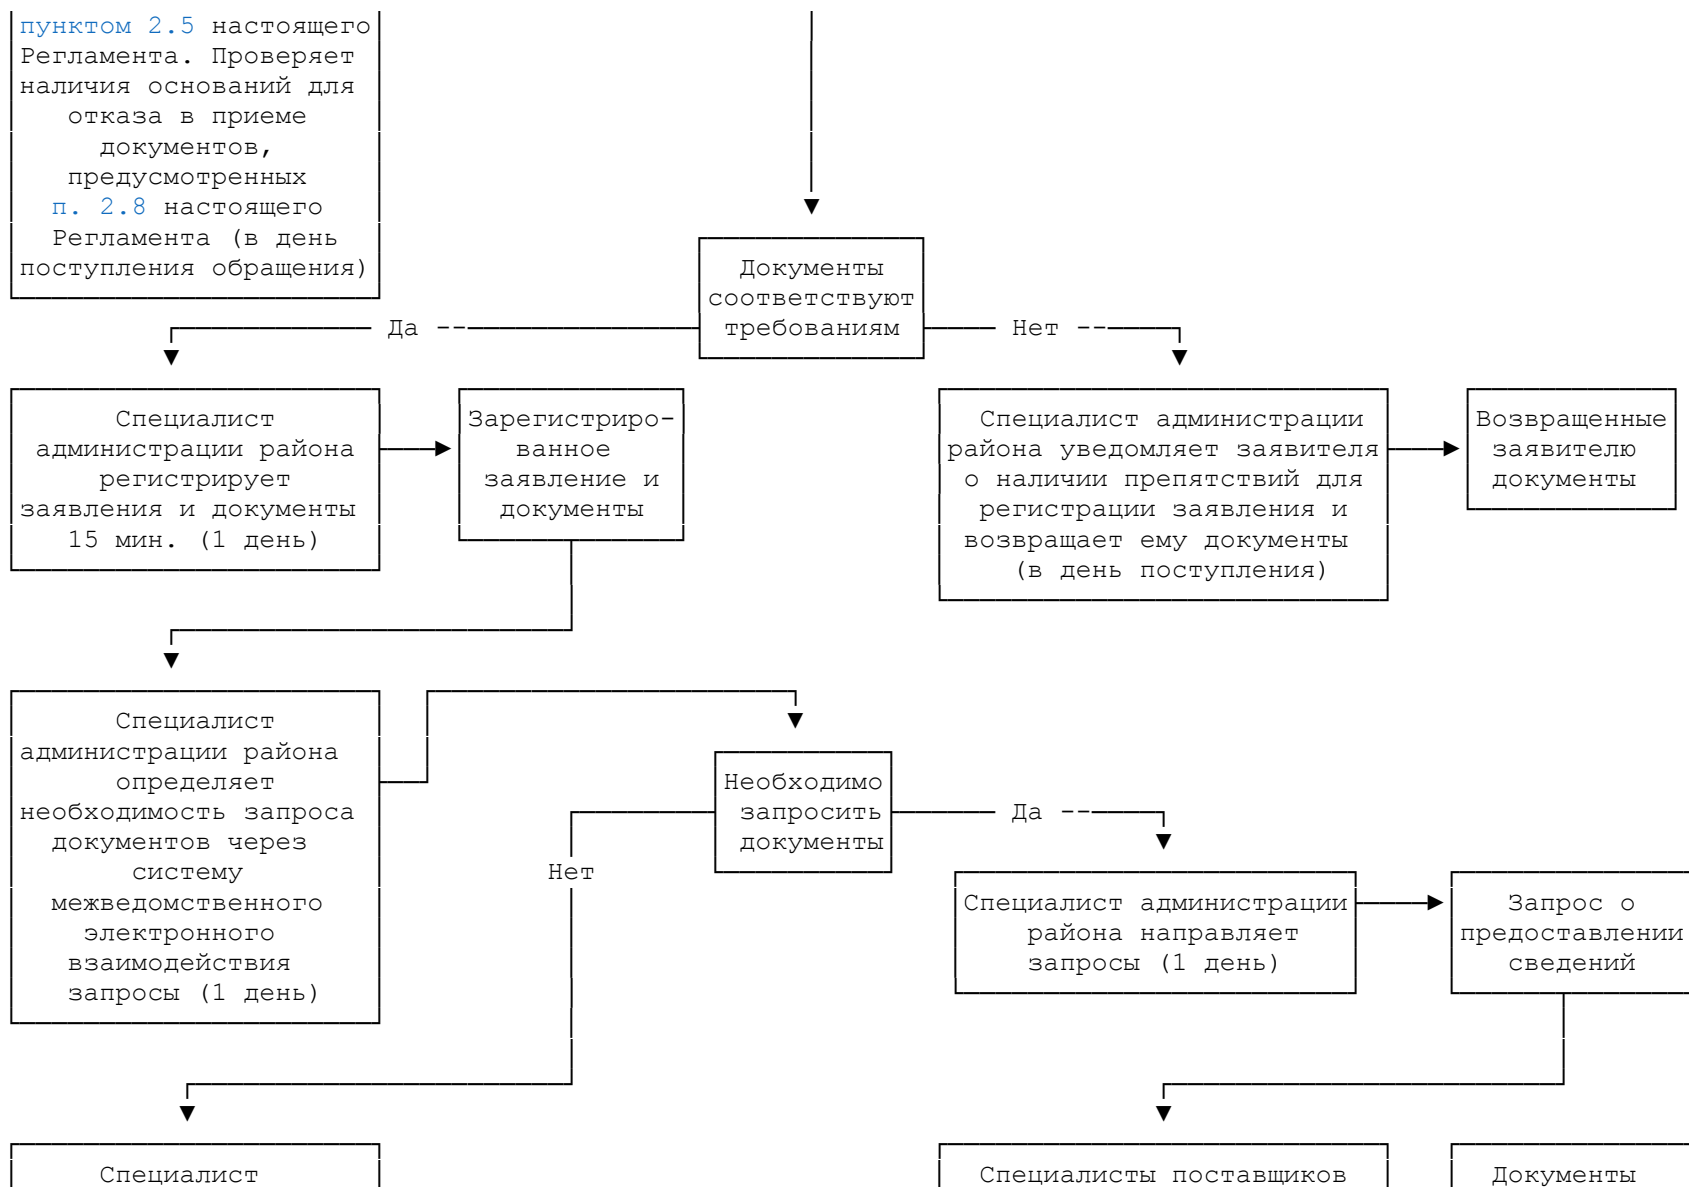 пунктом 2.5 настоящего
Регламента. Проверяет
наличия оснований для
отказа в приеме
документов,
предусмотренных
п. 2.8 настоящего
Регламента (в день
поступления обращения)
Документы
соответствуют
требованиям
Да --
Нет --
Специалист
администрации района
регистрирует
заявления и документы
15 мин. (1 день)
Зарегистриро-
ванное
заявление и
документы
Специалист администрации
района уведомляет заявителя
о наличии препятствий для
регистрации заявления и
возвращает ему документы
(в день поступления)
Возвращенные
заявителю
документы
Специалист
администрации района
определяет
необходимость запроса
документов через
систему
межведомственного
электронного
взаимодействия
запросы (1 день)
Необходимо
запросить
документы
Да --
Нет
Специалист администрации
района направляет
запросы (1 день)
Запрос о
предоставлении
сведений
Специалист
Специалисты поставщиков
Документы